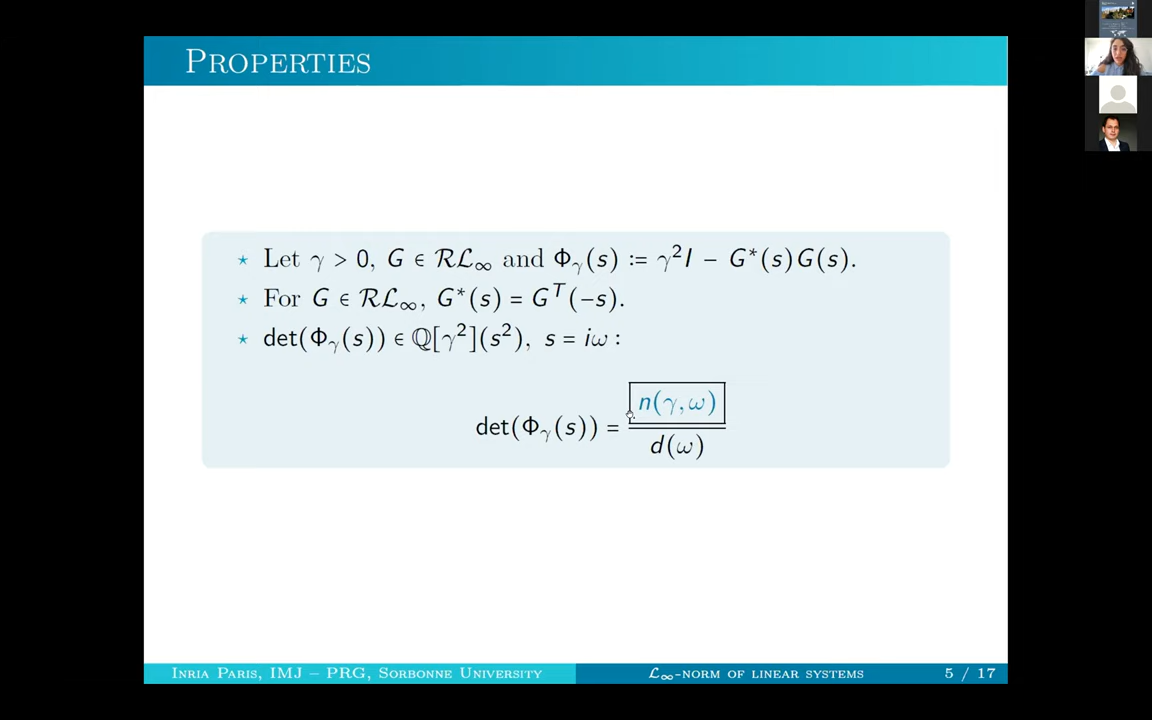 PROPERTIES
⋆ Let γ > 0, G ∈ ℛℒ∞ and Φγ(s) := γ²I − G*(s)G(s).
⋆ For G ∈ ℛℒ∞, G*(s) = Gᵀ(−s).
⋆ det(Φγ(s)) ∈ ℚ[γ²](s²), s = iω :
det(Φγ(s)) = n(γ, ω) / d(ω)
INRIA PARIS, IMJ – PRG, SORBONNE UNIVERSITY
ℒ∞-NORM OF LINEAR SYSTEMS
5 / 17